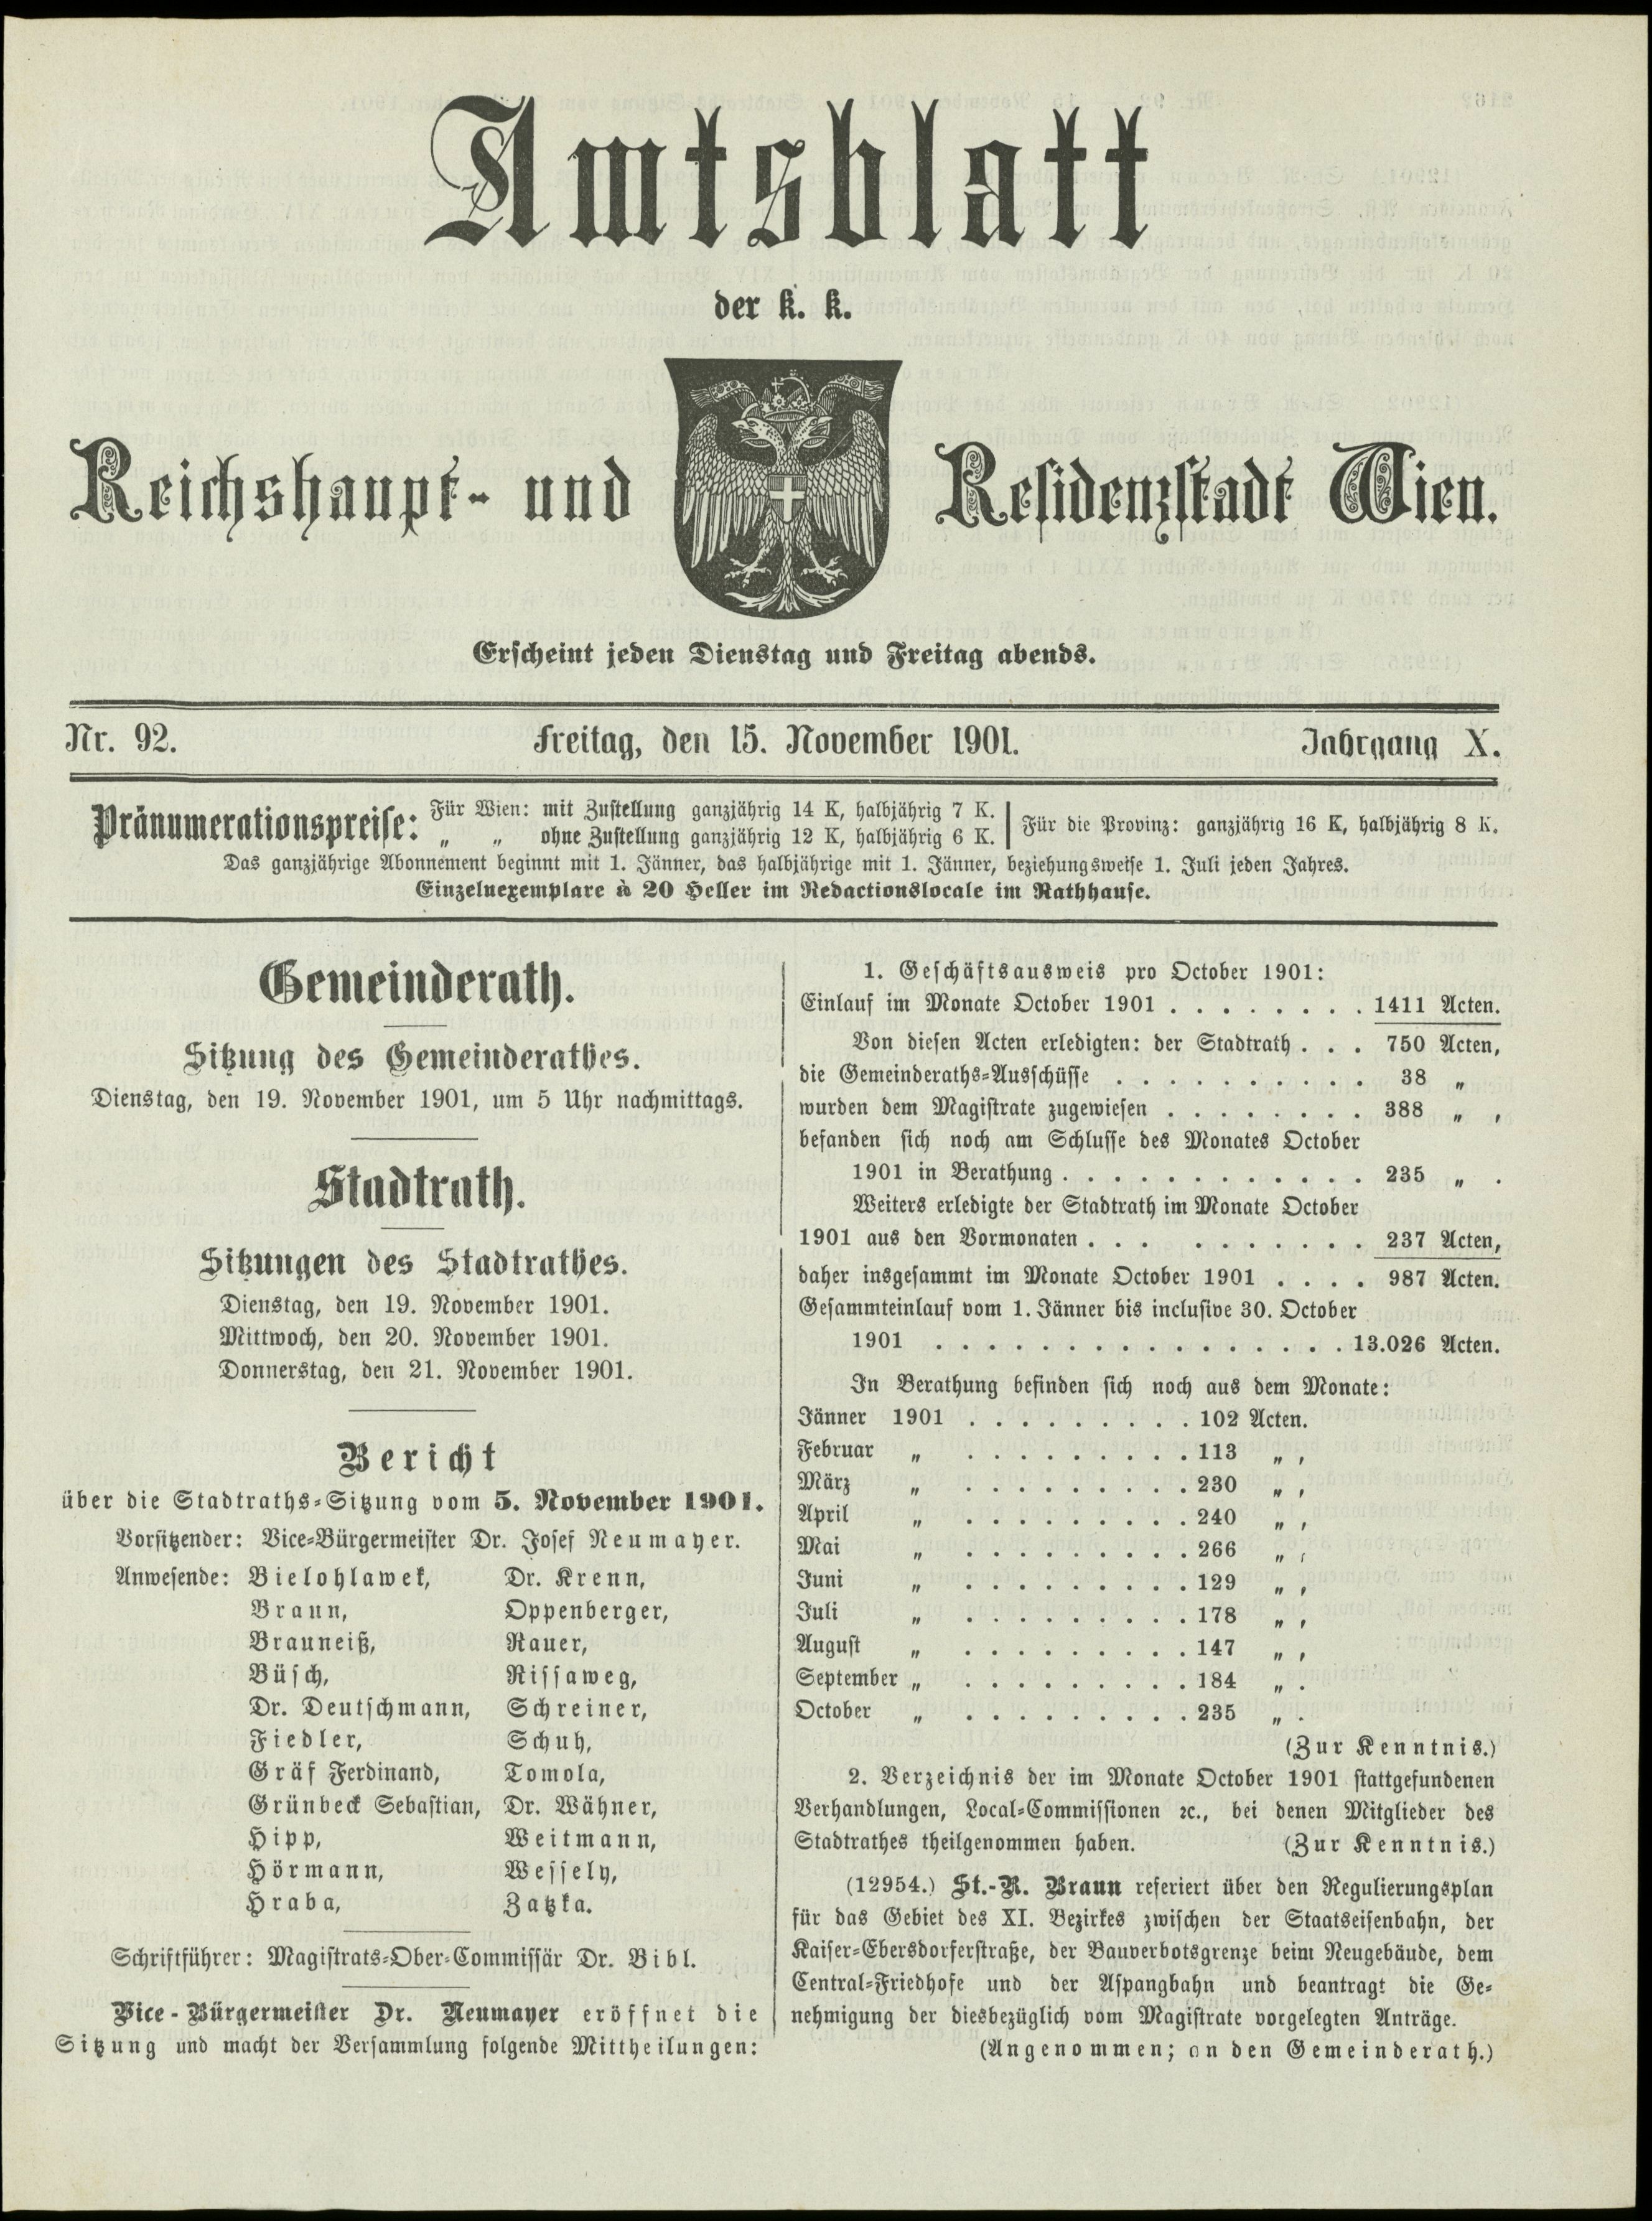 Amtsblatt
der k. k.
Reichshaupt- und Residenzstadt Wien.
Erscheint jeden Dienstag und Freitag abends.
Nr. 92. Freitag, den 15. November 1901. Jahrgang X.
Pränumerationspreise: Für Wien: mit Zustellung ganzjährig 14 K, halbjährig 7 K.
„ „ ohne Zustellung ganzjährig 12 K, halbjährig 6 K.
Für die Provinz: ganzjährig 16 K, halbjährig 8 K.
Das ganzjährige Abonnement beginnt mit 1. Jänner, das halbjährige mit 1. Jänner, beziehungsweise 1. Juli jeden Jahres.
Einzelnexemplare à 20 Heller im Redactionslocale im Rathhause.
Gemeinderath.
Sitzung des Gemeinderathes.
Dienstag, den 19. November 1901, um 5 Uhr nachmittags.
Stadtrath.
Sitzungen des Stadtrathes.
Dienstag, den 19. November 1901.
Mittwoch, den 20. November 1901.
Donnerstag, den 21. November 1901.
Bericht
über die Stadtraths-Sitzung vom 5. November 1901.
Vorsitzender: Vice-Bürgermeister Dr. Josef Neumayer.
Anwesende: Bielohlawek, Dr. Krenn,
Braun, Oppenberger,
Brauneiß, Rauer,
Büsch, Rissaweg,
Dr. Deutschmann, Schreiner,
Fiedler, Schuh,
Gräf Ferdinand, Tomola,
Grünbeck Sebastian, Dr. Wähner,
Hipp, Weitmann,
Hörmann, Wessely,
Hraba, Zatzka.
Schriftführer: Magistrats-Ober-Commissär Dr. Bibl.
Vice-Bürgermeister Dr. Neumayer eröffnet die
Sitzung und macht der Versammlung folgende Mittheilungen:
1. Geschäftsausweis pro October 1901:
Einlauf im Monate October 1901 . . . . . . . . 1411 Acten.
Von diesen Acten erledigten: der Stadtrath . . . 750 Acten,
die Gemeinderaths-Ausschüsse . . . . . . . . . . 38 „
wurden dem Magistrate zugewiesen . . . . . . . . 388 „ ,
befanden sich noch am Schlusse des Monates October
1901 in Berathung . . . . . . . . . . . . 235 „ .
Weiters erledigte der Stadtrath im Monate October
1901 aus den Vormonaten . . . . . . . . . . 237 Acten,
daher insgesammt im Monate October 1901 . . . . 987 Acten.
Gesammteinlauf vom 1. Jänner bis inclusive 30. October
1901 . . . . . . . . . . . . . . . . 13.026 Acten.
In Berathung befinden sich noch aus dem Monate:
Jänner 1901 . . . . . . . . . 102 Acten.
Februar „ . . . . . . . . . 113 „ ,
März „ . . . . . . . . . 230 „ ,
April „ . . . . . . . . . 240 „ ,
Mai „ . . . . . . . . . 266 „ ,
Juni „ . . . . . . . . . 129 „ ,
Juli „ . . . . . . . . . 178 „ ,
August „ . . . . . . . . . 147 „ ,
September „ . . . . . . . . . 184 „ .
October „ . . . . . . . . . 235 „ .
(Zur Kenntnis.)
2. Verzeichnis der im Monate October 1901 stattgefundenen
Verhandlungen, Local-Commissionen ꝛc., bei denen Mitglieder des
Stadtrathes theilgenommen haben. (Zur Kenntnis.)
(12954.) St.-R. Braun referiert über den Regulierungsplan
für das Gebiet des XI. Bezirkes zwischen der Staatseisenbahn, der
Kaiser-Ebersdorferstraße, der Bauverbotsgrenze beim Neugebäude, dem
Central-Friedhofe und der Aspangbahn und beantragt die Ge-
nehmigung der diesbezüglich vom Magistrate vorgelegten Anträge.
(Angenommen; an den Gemeinderath.)